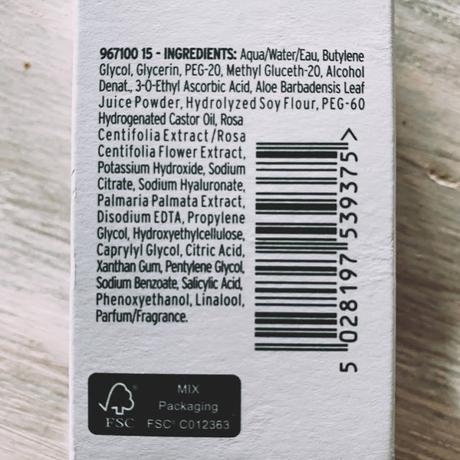 967100 15 - INGREDIENTS: Aqua/Water/Eau, Butylene
Glycol, Glycerin, PEG-20, Methyl Gluceth-20, Alcohol
Denat., 3-O-Ethyl Ascorbic Acid, Aloe Barbadensis Leaf
Juice Powder, Hydrolyzed Soy Flour, PEG-60
Hydrogenated Castor Oil, Rosa
Centifolia Extract/Rosa
Centifolia Flower Extract,
Potassium Hydroxide, Sodium
Citrate, Sodium Hyaluronate,
Palmaria Palmata Extract,
Disodium EDTA, Propylene
Glycol, Hydroxyethylcellulose,
Caprylyl Glycol, Citric Acid,
Xanthan Gum, Pentylene Glycol,
Sodium Benzoate, Salicylic Acid,
Phenoxyethanol, Linalool,
Parfum/Fragrance.
5 028197 539375 >
FSC
MIX
Packaging
FSC® C012363